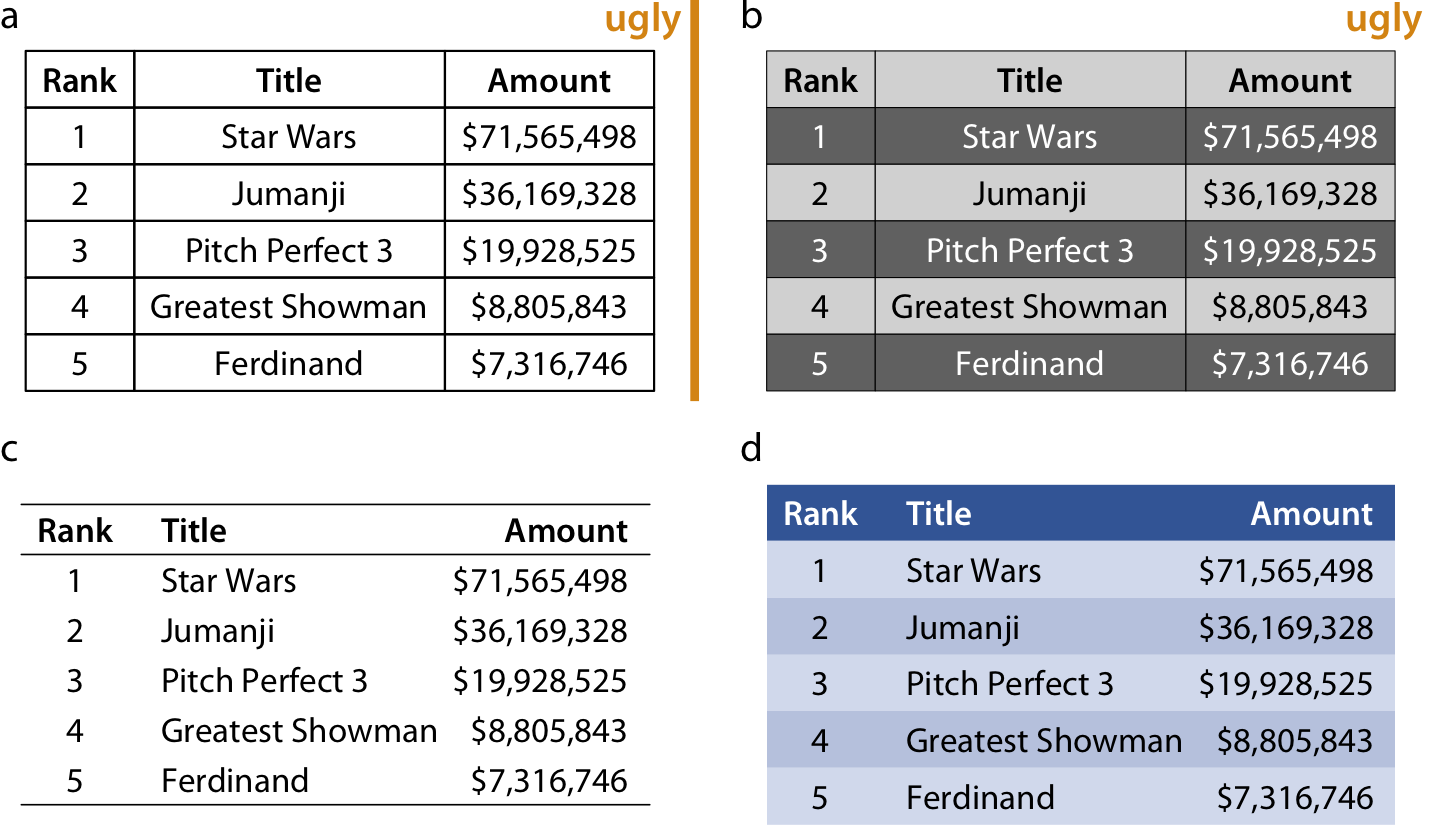 a
ugly
Rank Title Amount
1 Star Wars $71,565,498
2 Jumanji $36,169,328
3 Pitch Perfect 3 $19,928,525
4 Greatest Showman $8,805,843
5 Ferdinand $7,316,746
b
ugly
Rank Title Amount
1 Star Wars $71,565,498
2 Jumanji $36,169,328
3 Pitch Perfect 3 $19,928,525
4 Greatest Showman $8,805,843
5 Ferdinand $7,316,746
c
Rank Title Amount
1 Star Wars $71,565,498
2 Jumanji $36,169,328
3 Pitch Perfect 3 $19,928,525
4 Greatest Showman $8,805,843
5 Ferdinand $7,316,746
d
Rank Title Amount
1 Star Wars $71,565,498
2 Jumanji $36,169,328
3 Pitch Perfect 3 $19,928,525
4 Greatest Showman $8,805,843
5 Ferdinand $7,316,746